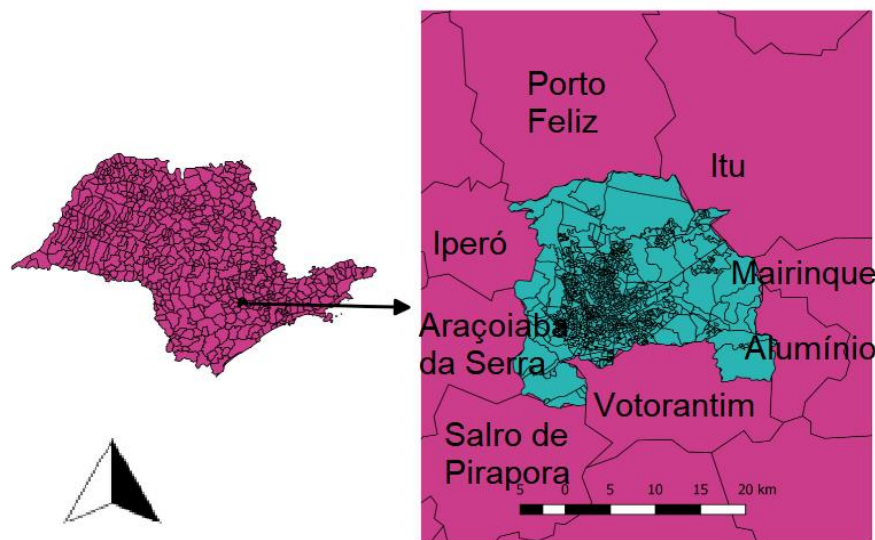 Porto
Feliz
Itu
Iperó
Mairinque
Araçoiaba
da Serra
Alumínio
Votorantim
Salro de
Pirapora
5 0 5 10 15 20 km